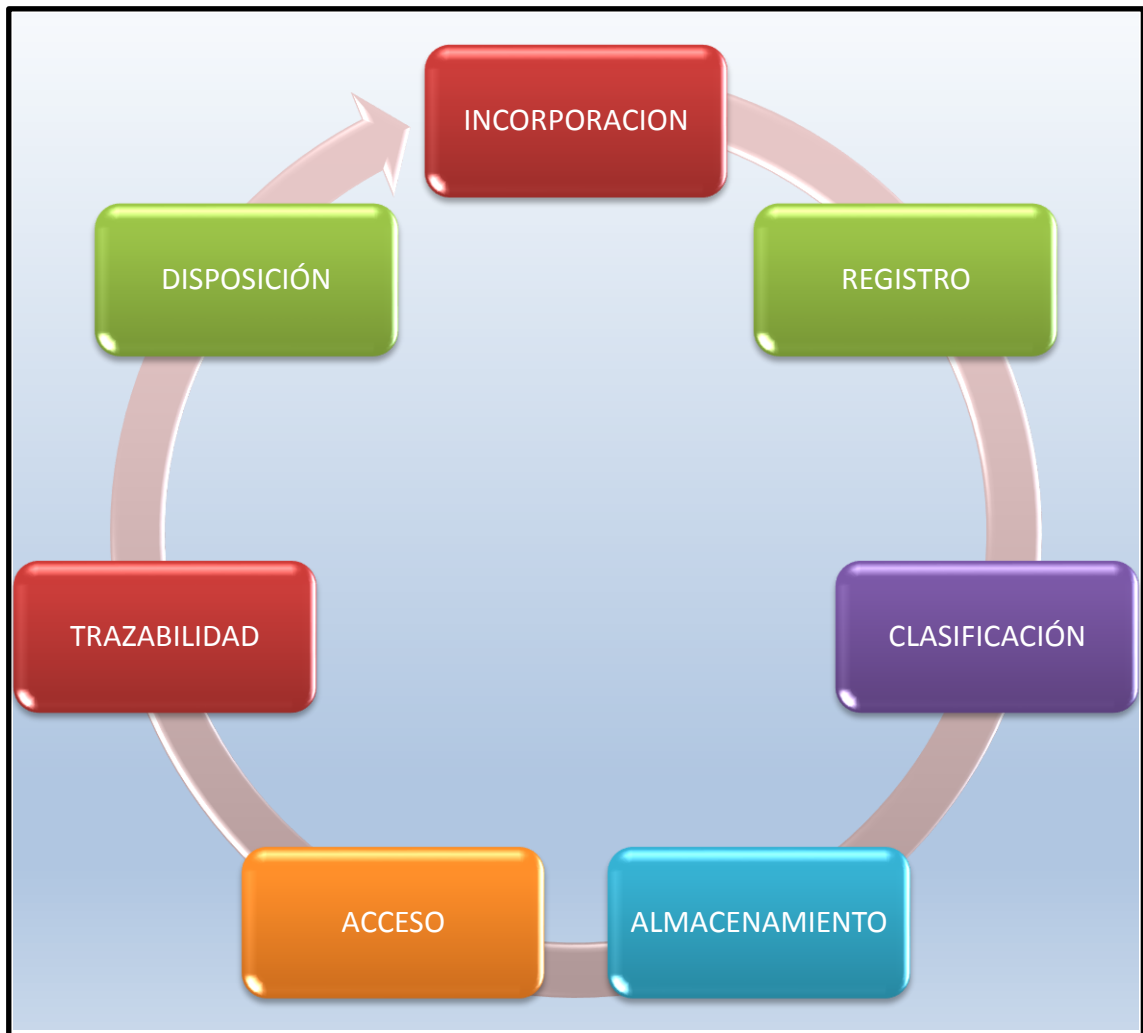 INCORPORACION
REGISTRO
CLASIFICACIÓN
ALMACENAMIENTO
ACCESO
TRAZABILIDAD
DISPOSICIÓN